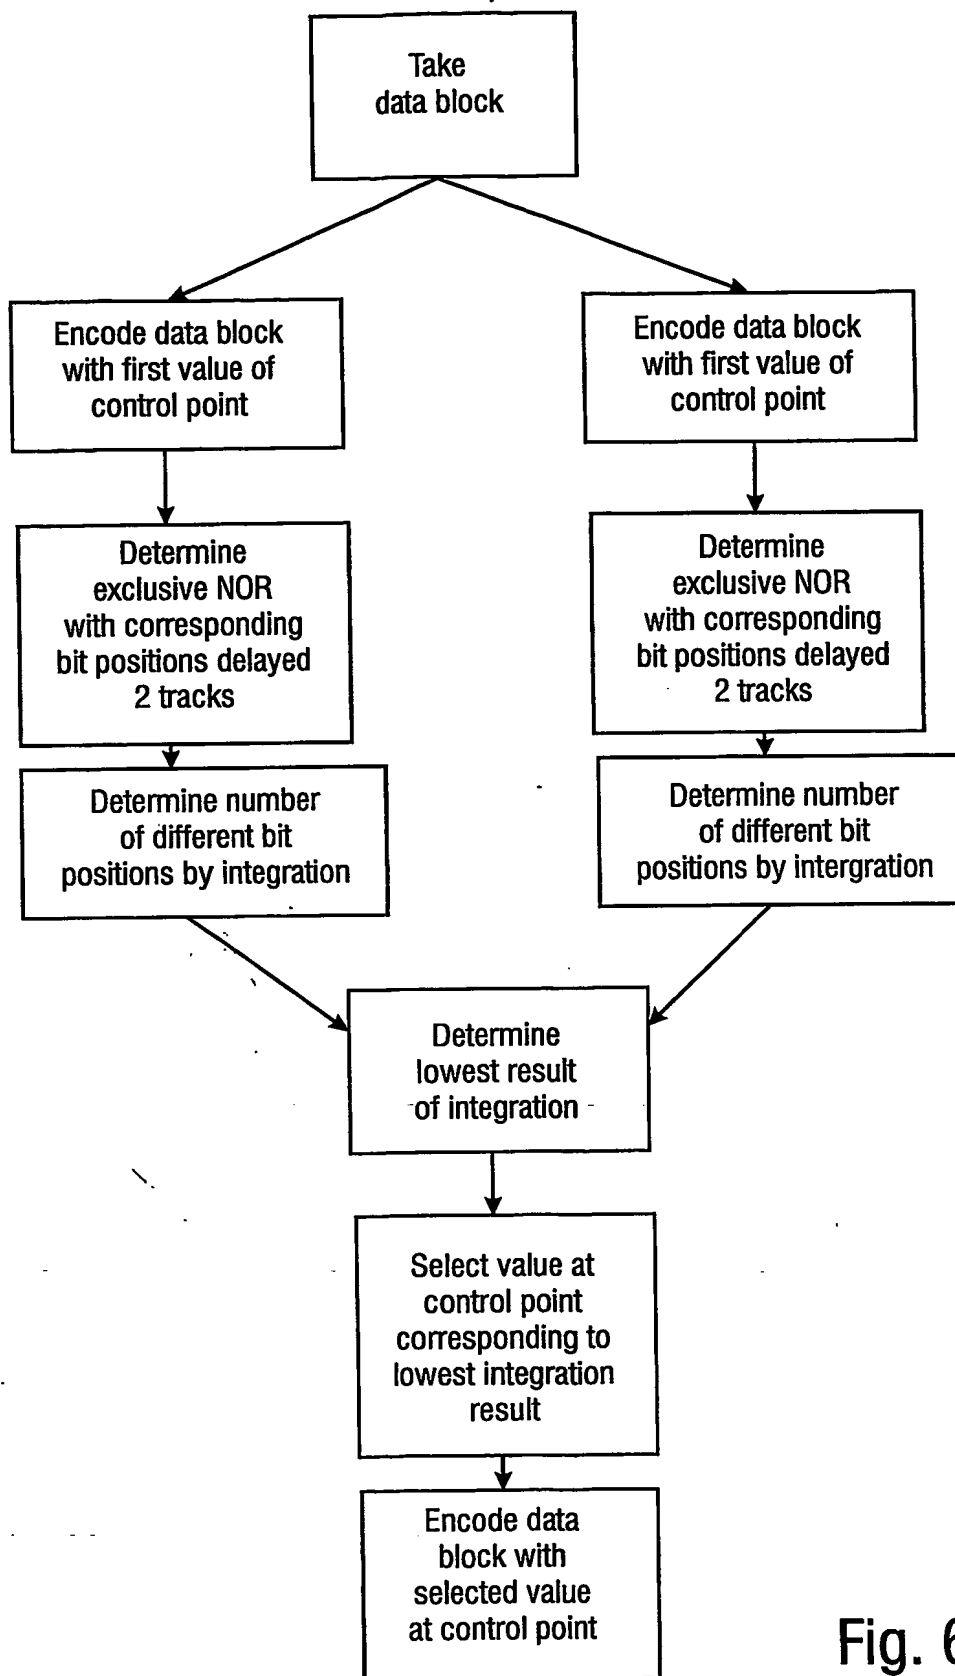 Take
data block
Encode data block
with first value of
control point
Encode data block
with first value of
control point
Determine
exclusive NOR
with corresponding
bit positions delayed
2 tracks
Determine
exclusive NOR
with corresponding
bit positions delayed
2 tracks
Determine number
of different bit
positions by integration
Determine number
of different bit
positions by intergration
Determine
lowest result
of integration
Select value at
control point
corresponding to
lowest integration
result
Encode data
block with
selected value
at control point
Fig. 6